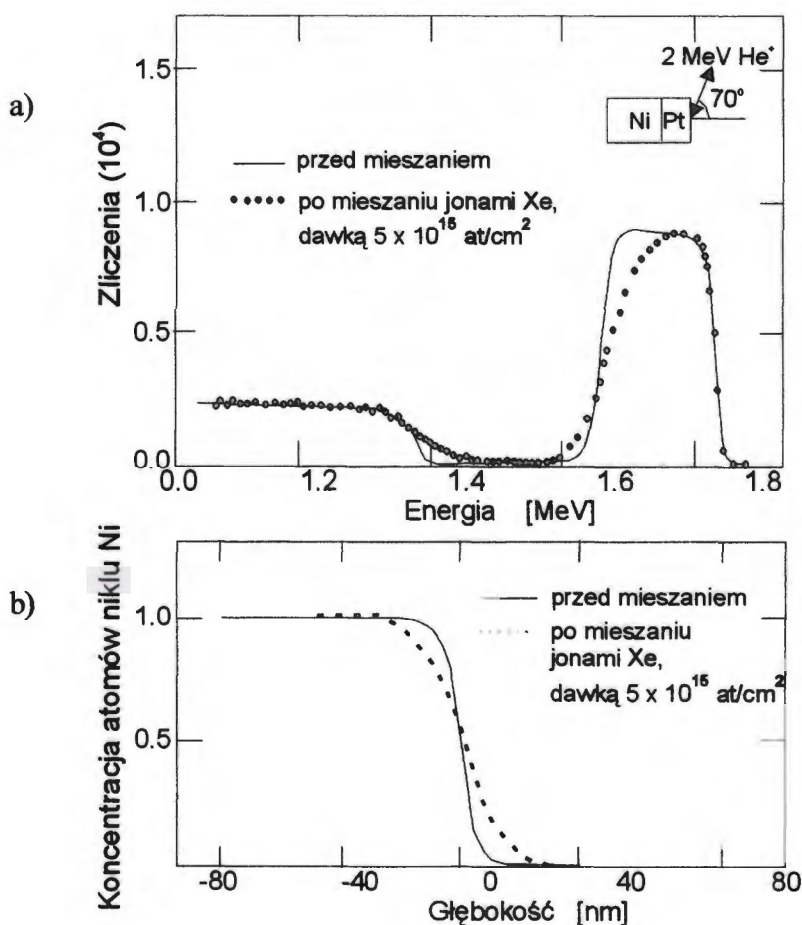 a)
Zliczenia (10⁴)
1.5
1.0
0.5
0.0
2 MeV He⁺
70°
Ni Pt
przed mieszaniem
po mieszaniu jonami Xe,
dawką 5 x 10¹⁵ at/cm²
0.0 1.2 1.4 1.6 1.8
Energia [MeV]
b)
Koncentracja atomów niklu Ni
1.0
0.5
przed mieszaniem
po mieszaniu
jonami Xe,
dawką 5 x 10¹⁵ at/cm²
-80 -40 0 40 80
Głębokość [nm]